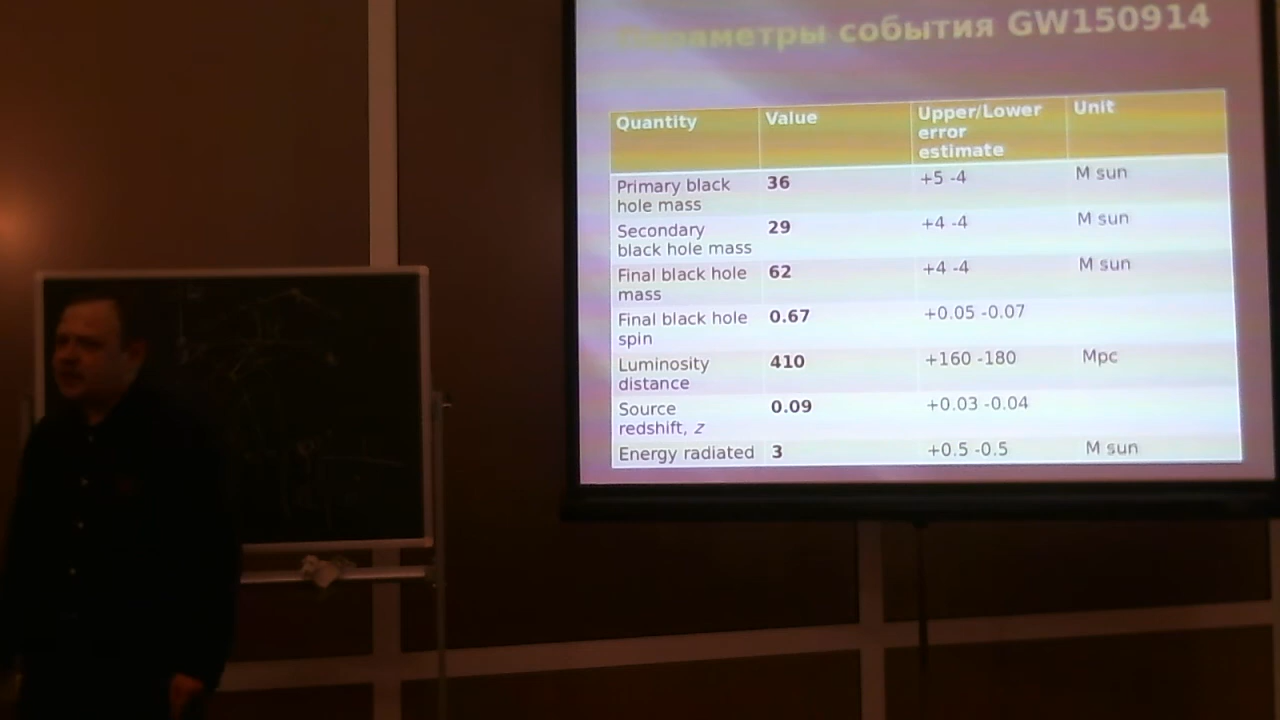 Параметры события GW150914
Quantity Value Upper/Lower error estimate Unit
Primary black hole mass 36 +5 -4 M sun
Secondary black hole mass 29 +4 -4 M sun
Final black hole mass 62 +4 -4 M sun
Final black hole spin 0.67 +0.05 -0.07
Luminosity distance 410 +160 -180 Mpc
Source redshift, z 0.09 +0.03 -0.04
Energy radiated 3 +0.5 -0.5 M sun